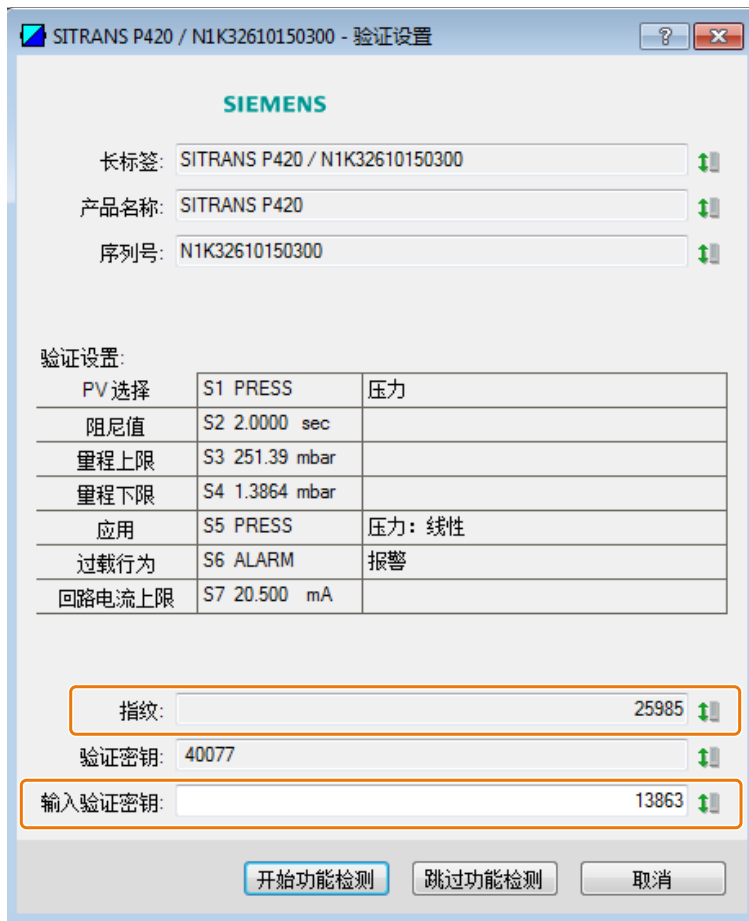 SITRANS P420 / N1K32610150300 - 验证设置
SIEMENS
长标签: SITRANS P420 / N1K32610150300
产品名称: SITRANS P420
序列号: N1K32610150300
验证设置:
PV 选择 S1 PRESS 压力
阻尼值 S2 2.0000 sec
量程上限 S3 251.39 mbar
量程下限 S4 1.3864 mbar
应用 S5 PRESS 压力：线性
过载行为 S6 ALARM 报警
回路电流上限 S7 20.500 mA
指纹: 25985
验证密钥: 40077
输入验证密钥: 13863
开始功能检测 跳过功能检测 取消